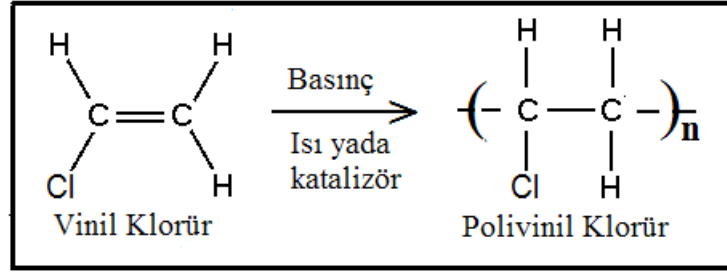 H H
C C
Cl H
Vinil Klorür
Basınç
Isı yada
katalizör
H H
( C C )n
Cl H
Polivinil Klorür